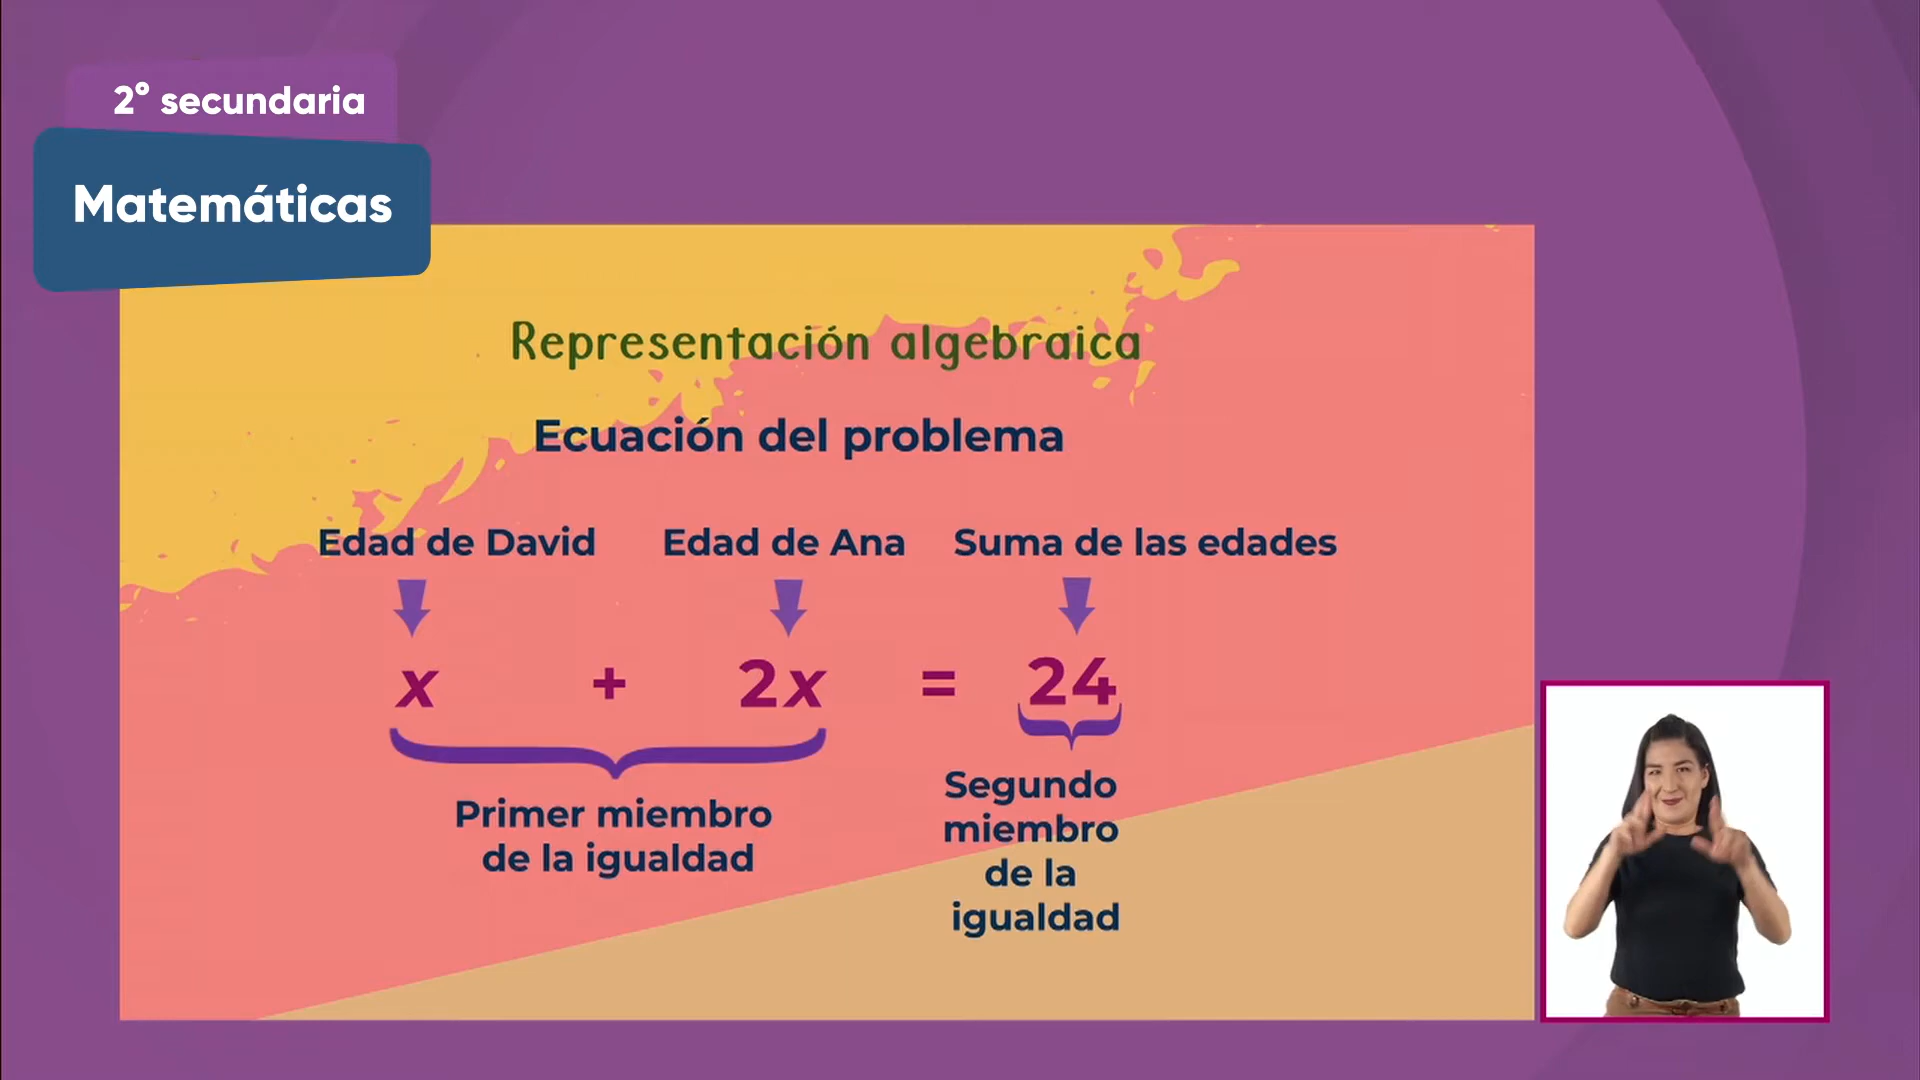 2° secundaria
Matemáticas
Representación algebraica
Ecuación del problema
Edad de David Edad de Ana Suma de las edades
x + 2x = 24
Primer miembro
de la igualdad
Segundo
miembro
de la
igualdad